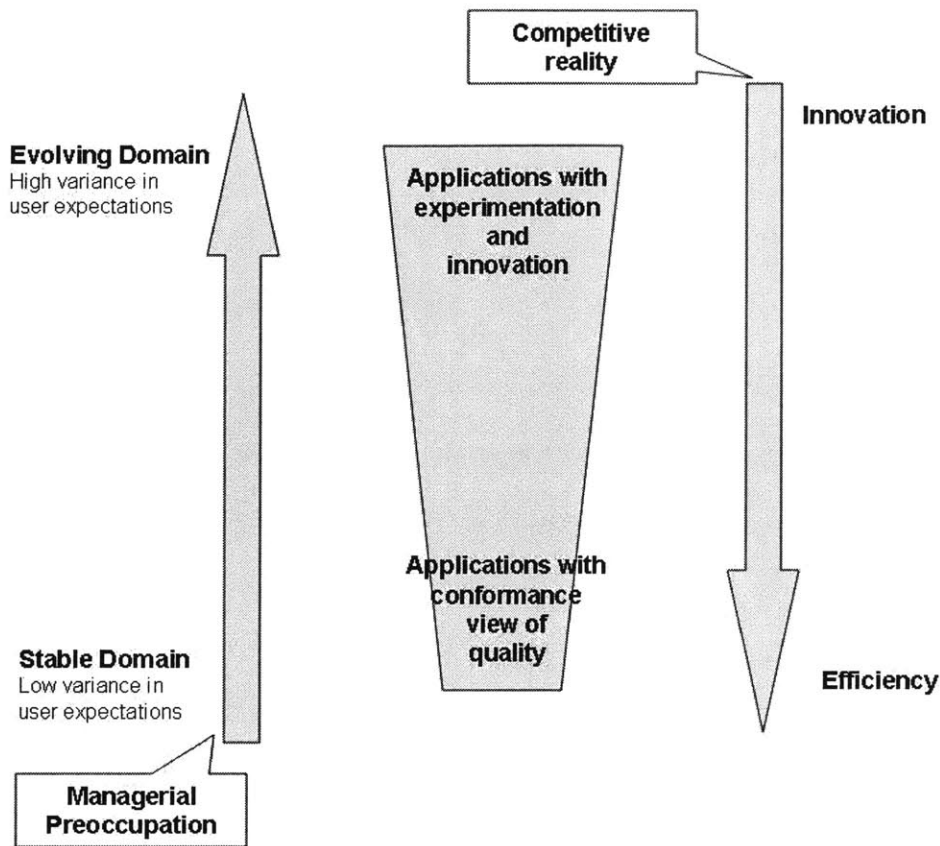 Competitive
reality
Innovation
Evolving Domain
High variance in
user expectations
Applications with
experimentation
and
innovation
Applications with
conformance
view of
quality
Stable Domain
Low variance in
user expectations
Efficiency
Managerial
Preoccupation